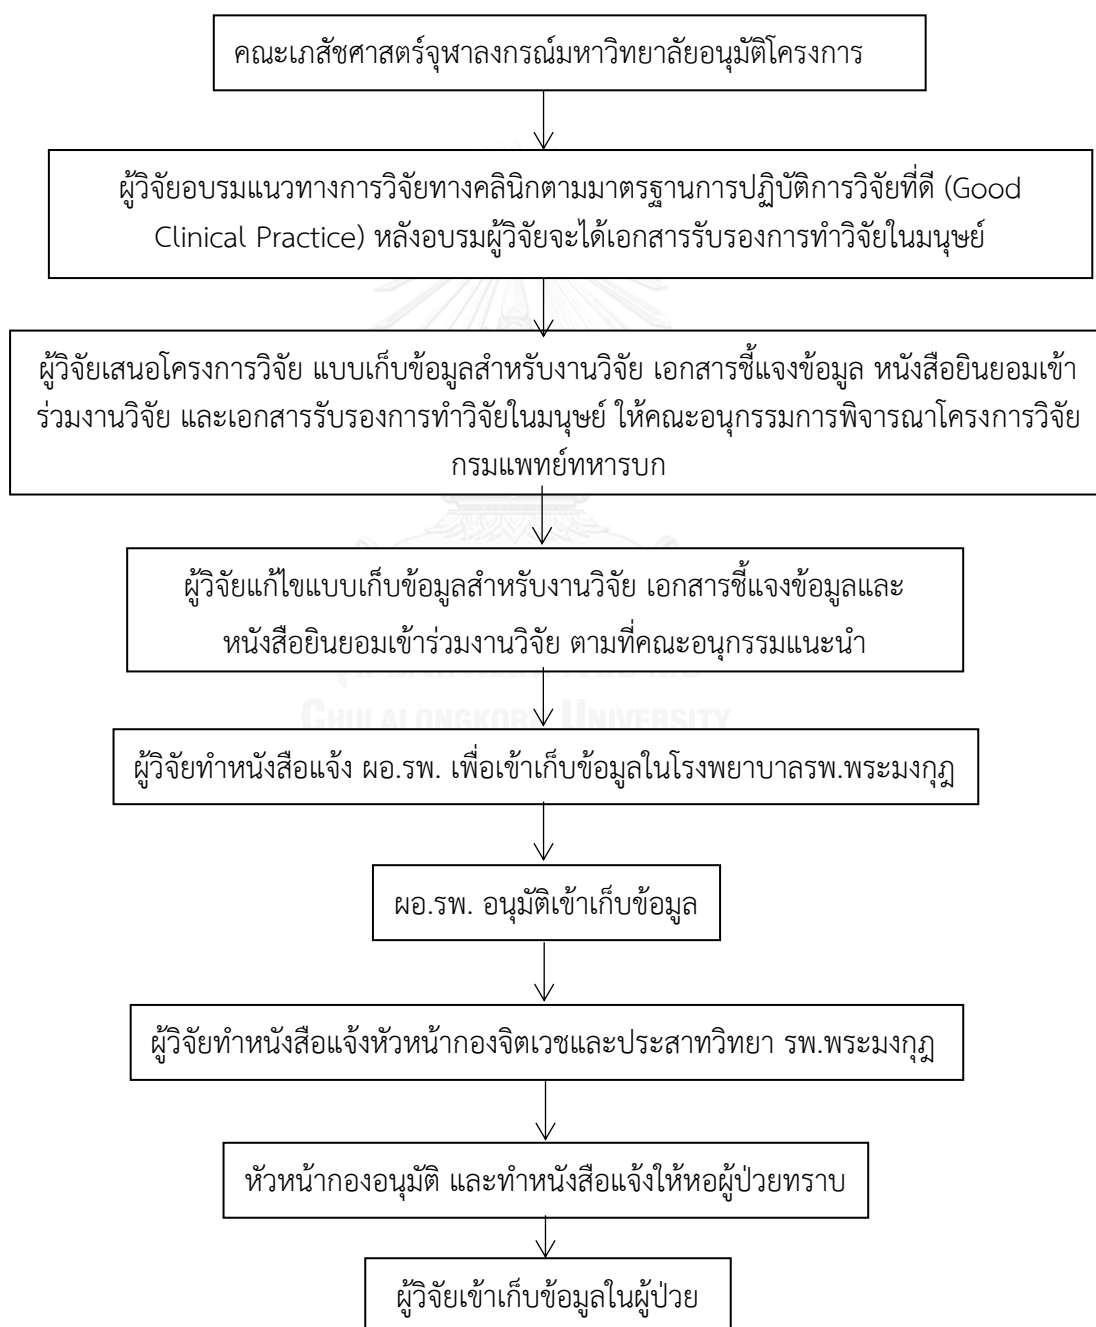 คณะเภสัชศาสตร์จุฬาลงกรณ์มหาวิทยาลัยอนุมัติโครงการ
ผู้วิจัยอบรมแนวทางการวิจัยทางคลินิกตามมาตรฐานการปฏิบัติการวิจัยที่ดี (Good
Clinical Practice) หลังอบรมผู้วิจัยจะได้เอกสารรับรองการทำวิจัยในมนุษย์
ผู้วิจัยเสนอโครงการวิจัย แบบเก็บข้อมูลสำหรับงานวิจัย เอกสารชี้แจงข้อมูล หนังสือยินยอมเข้า
ร่วมงานวิจัย และเอกสารรับรองการทำวิจัยในมนุษย์ ให้คณะอนุกรรมการพิจารณาโครงการวิจัย
กรมแพทย์ทหารบก
ผู้วิจัยแก้ไขแบบเก็บข้อมูลสำหรับงานวิจัย เอกสารชี้แจงข้อมูลและ
หนังสือยินยอมเข้าร่วมงานวิจัย ตามที่คณะอนุกรรมแนะนำ
CHULALONGKORN UNIVERSITY
ผู้วิจัยทำหนังสือแจ้ง ผอ.รพ. เพื่อเข้าเก็บข้อมูลในโรงพยาบาลรพ.พระมงกุฎ
ผอ.รพ. อนุมัติเข้าเก็บข้อมูล
ผู้วิจัยทำหนังสือแจ้งหัวหน้ากองจิตเวชและประสาทวิทยา รพ.พระมงกุฎ
หัวหน้ากองอนุมัติ และทำหนังสือแจ้งให้หอผู้ป่วยทราบ
ผู้วิจัยเข้าเก็บข้อมูลในผู้ป่วย